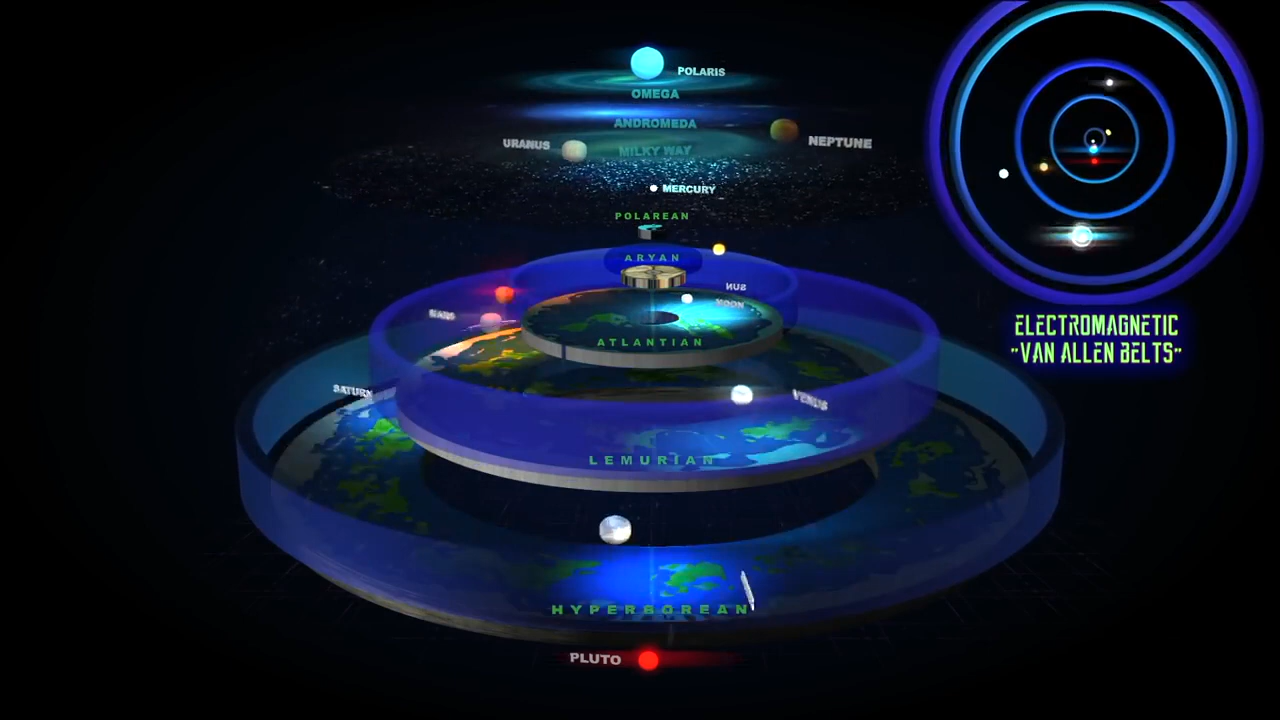 POLARIS
OMEGA
ANDROMEDA
URANUS
NEPTUNE
MILKY WAY
MERCURY
POLAREAN
ARYAN
NUS
MOON
MARS
ELECTROMAGNETIC
"VAN ALLEN BELTS"
ATLANTIAN
SATURN
VENUS
LEMURIAN
HYPERBOREAN
PLUTO